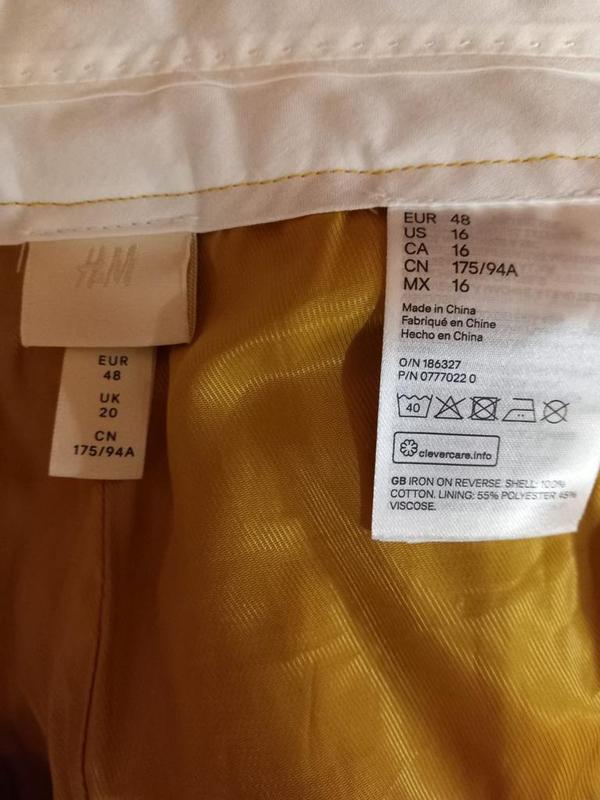 H&M
EUR
48
UK
20
CN
175/94A
EUR 48
US 16
CA 16
CN 175/94A
MX 16
Made in China
Fabriqué en Chine
Hecho en China
O/N 186327
P/N 0777022 0
40
clevercare.info
GB IRON ON REVERSE. SHELL: 100%
COTTON. LINING: 55% POLYESTER 45%
VISCOSE.